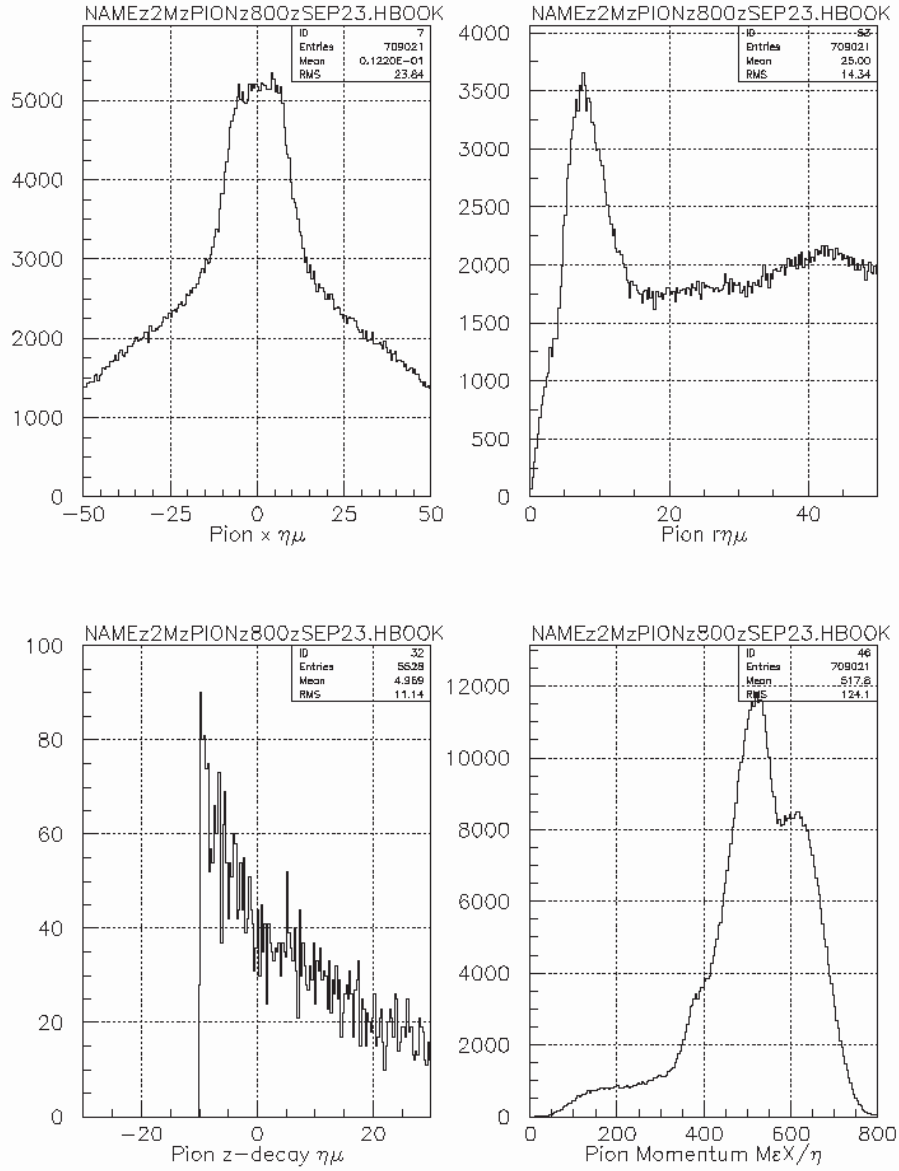 NAMEz2MzPIONz800zSEP23.HBOOK
ID 7
Entries 709021
Mean 0.1220E-01
RMS 23.64
5000
4000
3000
2000
1000
0
−50 −25 0 25 50
Pion x ημ
NAMEz2MzPIONz800zSEP23.HBOOK
ID 53
Entries 709021
Mean 25.00
RMS 14.34
4000
3500
3000
2500
2000
1500
1000
500
0
0 20 40
Pion rημ
NAMEz2MzPIONz800zSEP23.HBOOK
ID 32
Entries 5528
Mean 4.969
RMS 11.14
100
80
60
40
20
0
−20 0 20
Pion z−decay ημ
NAMEz2MzPIONz800zSEP23.HBOOK
ID 46
Entries 709021
Mean 517.6
RMS 124.1
12000
10000
8000
6000
4000
2000
0
0 200 400 600 800
Pion Momentum MεX/η